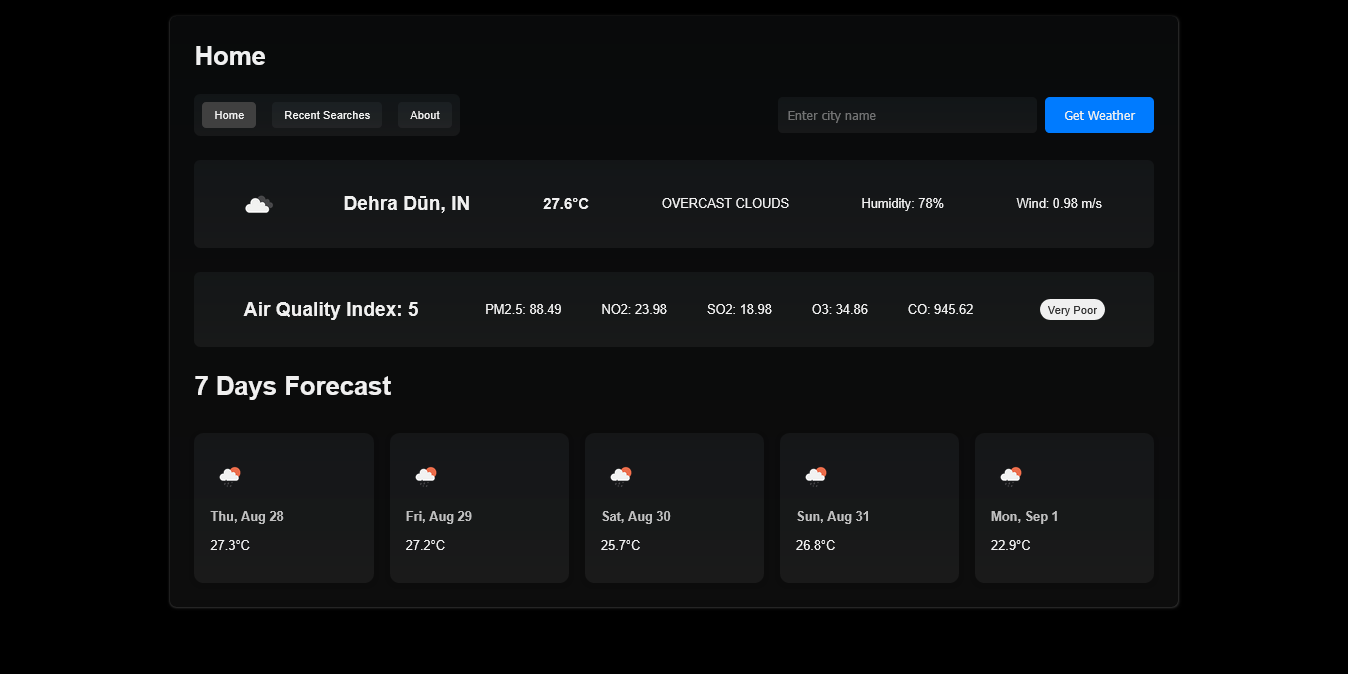 Home
Home Recent Searches About Enter city name Get Weather
Dehra Dūn, IN 27.6°C OVERCAST CLOUDS Humidity: 78% Wind: 0.98 m/s
Air Quality Index: 5 PM2.5: 88.49 NO2: 23.98 SO2: 18.98 O3: 34.86 CO: 945.62 Very Poor
7 Days Forecast
Thu, Aug 28 Fri, Aug 29 Sat, Aug 30 Sun, Aug 31 Mon, Sep 1
27.3°C 27.2°C 25.7°C 26.8°C 22.9°C